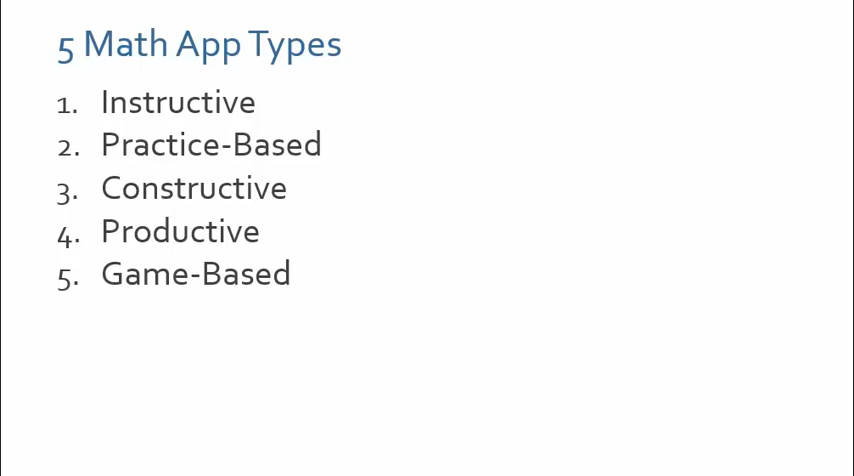 5 Math App Types
1. Instructive
2. Practice-Based
3. Constructive
4. Productive
5. Game-Based